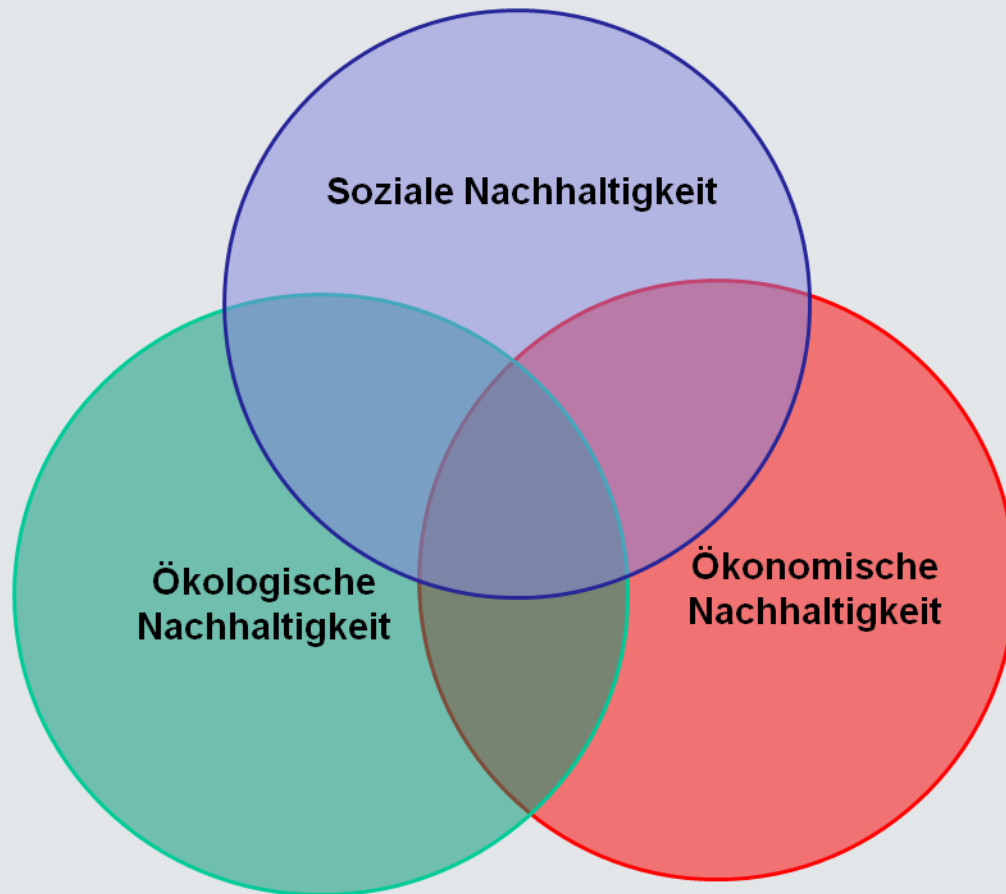 Soziale Nachhaltigkeit
Ökologische
Nachhaltigkeit
Ökonomische
Nachhaltigkeit